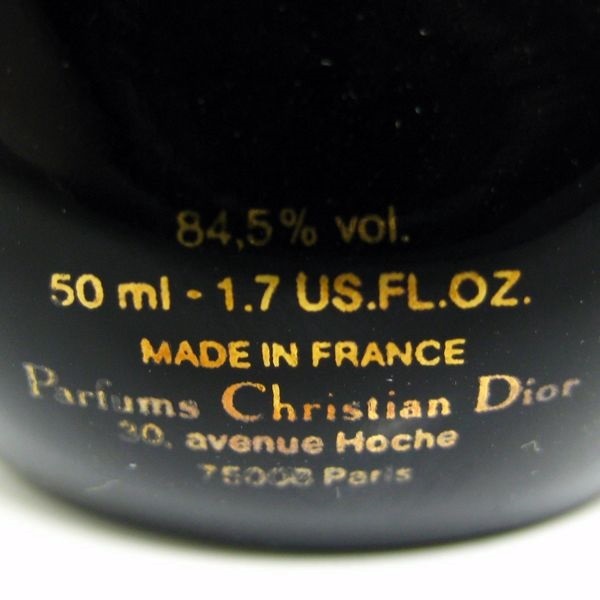 84,5% vol.
50 ml - 1.7 US.FL.OZ.
MADE IN FRANCE
Parfums Christian Dior
30, avenue Hoche
75008 Paris